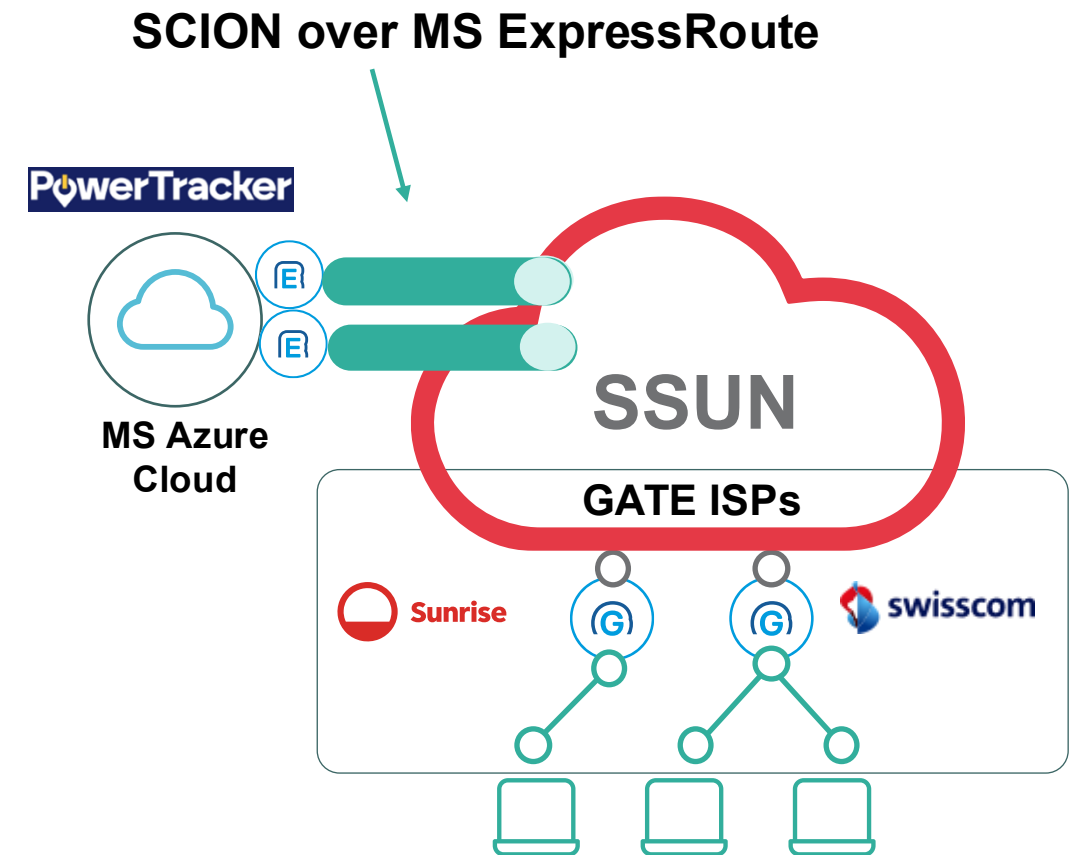 SCION over MS ExpressRoute
PowerTracker
E
E
MS Azure
Cloud
SSUN
GATE ISPs
Sunrise
G
G
swisscom